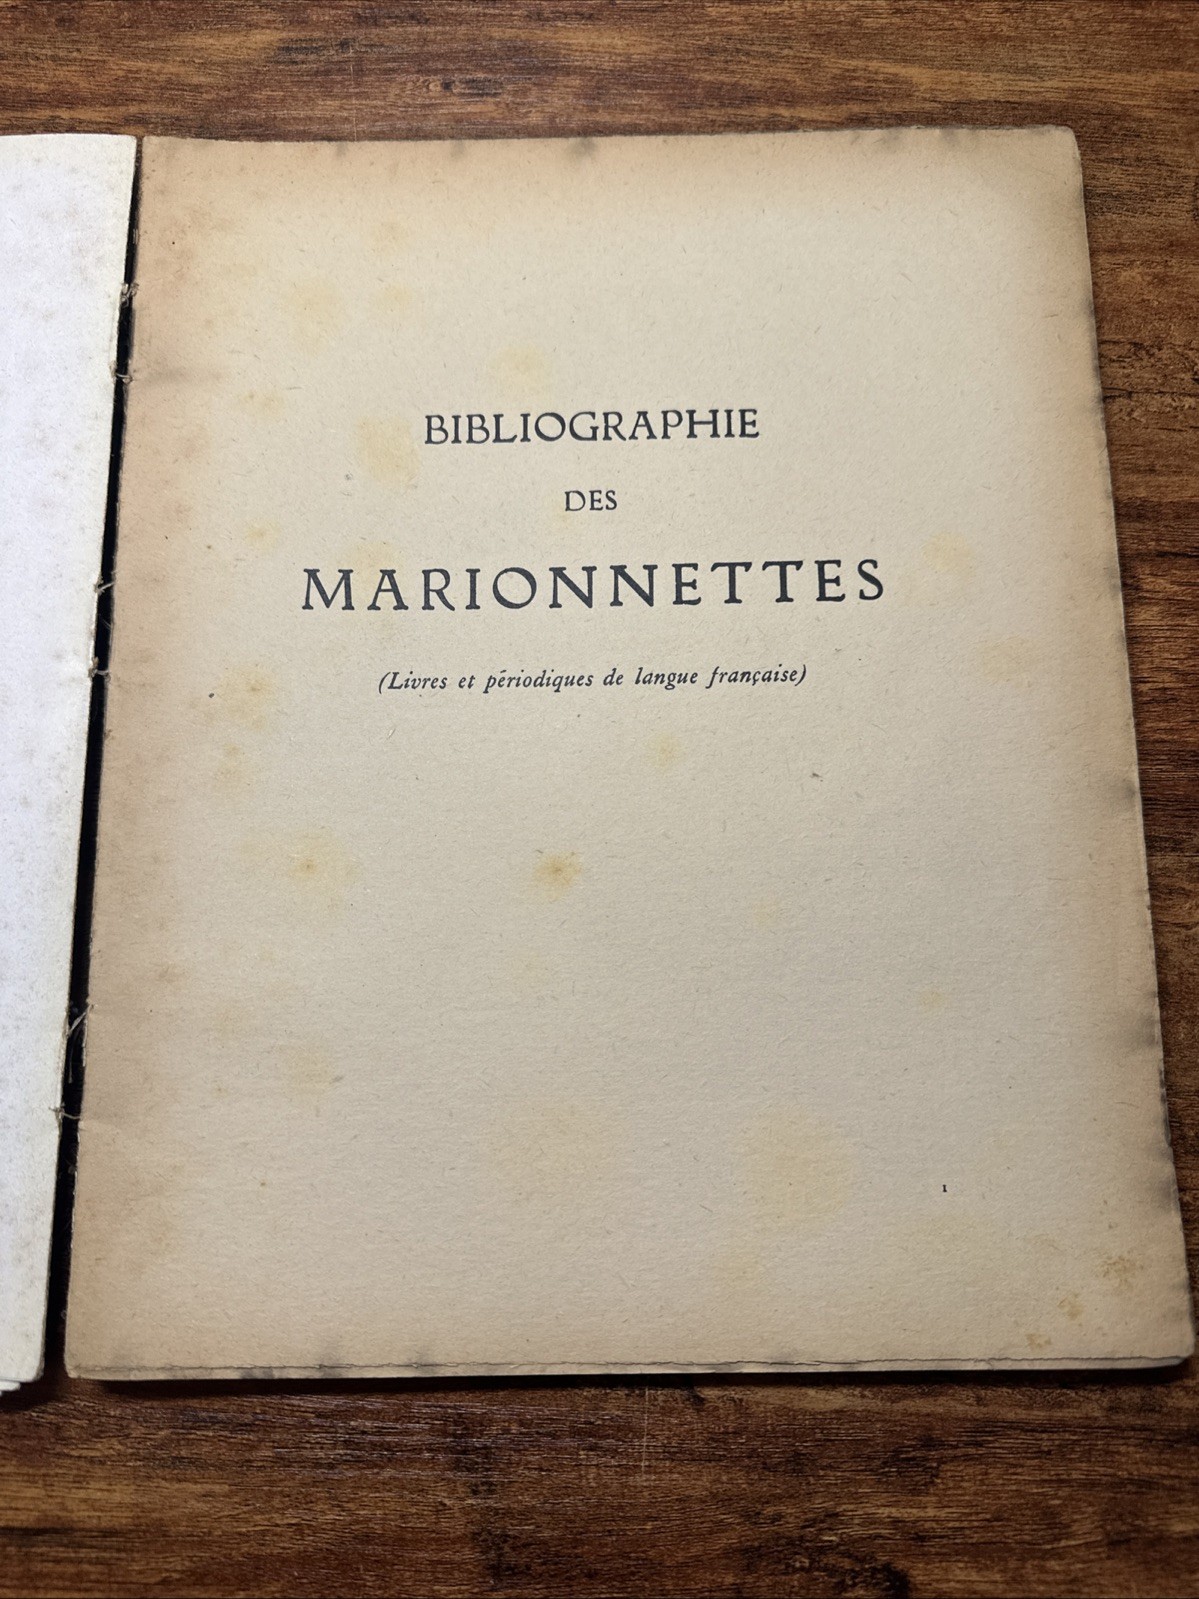 BIBLIOGRAPHIE
DES
MARIONNETTES
(Livres et périodiques de langue française)
1